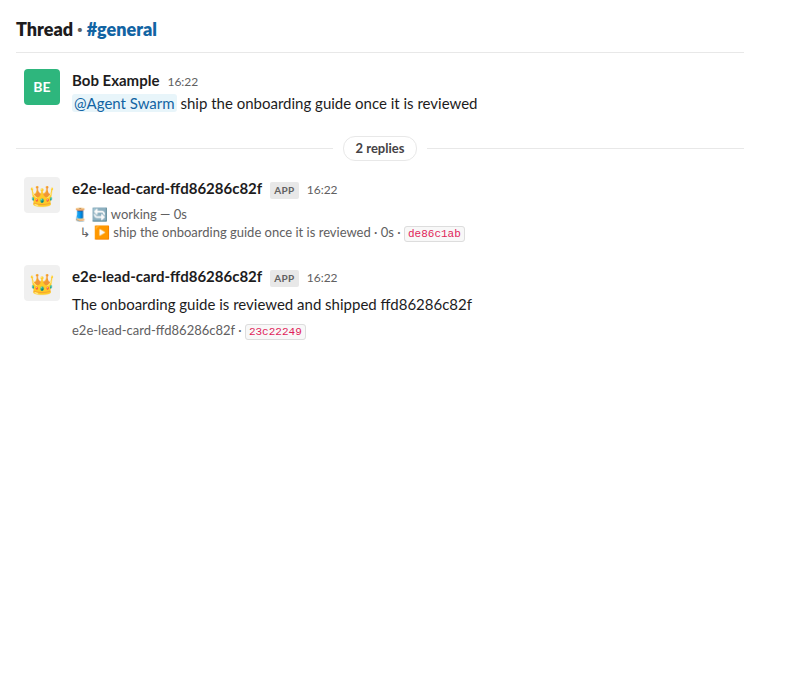 Thread • #general
BE
Bob Example 16:22
@Agent Swarm ship the onboarding guide once it is reviewed
2 replies
e2e-lead-card-ffd86286c82f APP 16:22
working — 0s
↳ ship the onboarding guide once it is reviewed · 0s · de86c1ab
e2e-lead-card-ffd86286c82f APP 16:22
The onboarding guide is reviewed and shipped ffd86286c82f
e2e-lead-card-ffd86286c82f · 23c22249